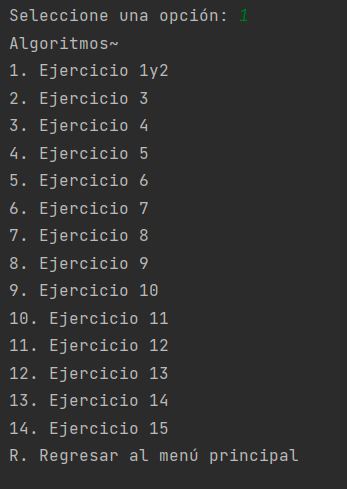 Seleccione una opción: 1
Algoritmos~
1. Ejercicio 1y2
2. Ejercicio 3
3. Ejercicio 4
4. Ejercicio 5
5. Ejercicio 6
6. Ejercicio 7
7. Ejercicio 8
8. Ejercicio 9
9. Ejercicio 10
10. Ejercicio 11
11. Ejercicio 12
12. Ejercicio 13
13. Ejercicio 14
14. Ejercicio 15
R. Regresar al menú principal